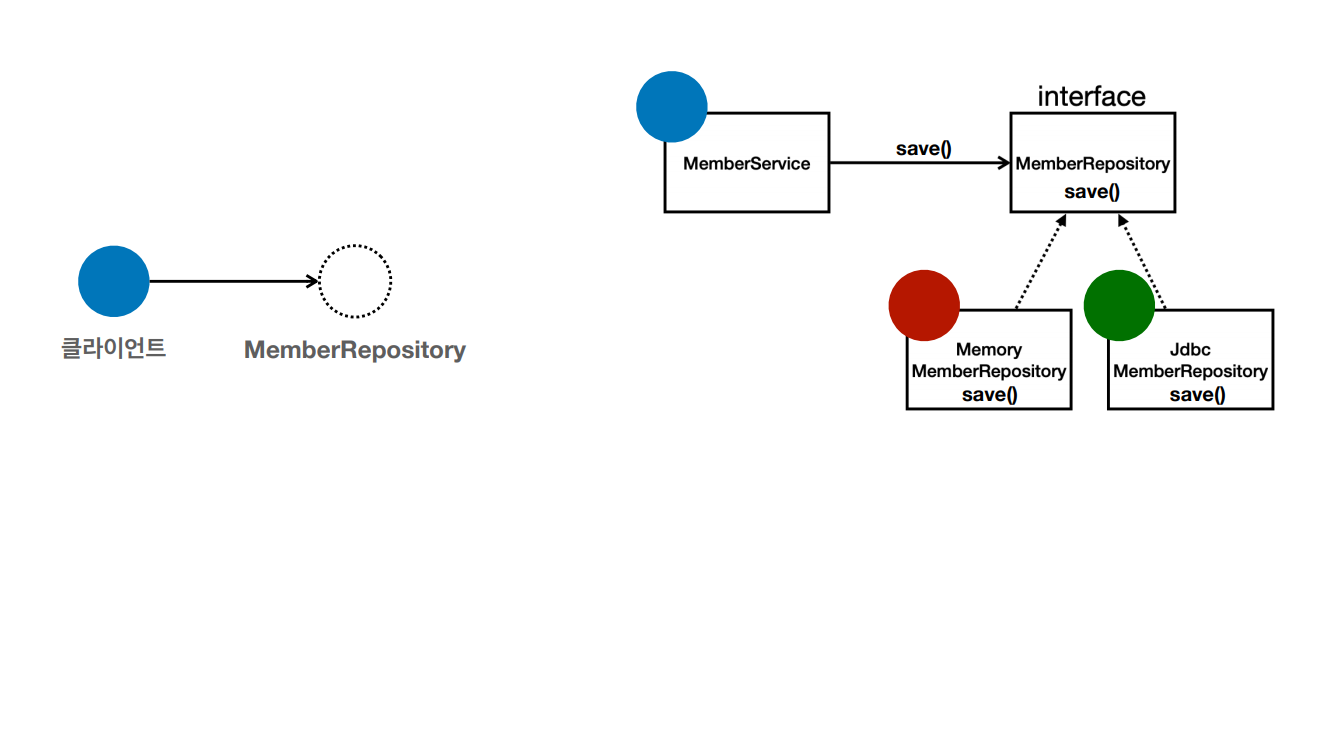 클라이언트
MemberRepository
interface
MemberService
save()
MemberRepository
save()
Memory
MemberRepository
save()
Jdbc
MemberRepository
save()